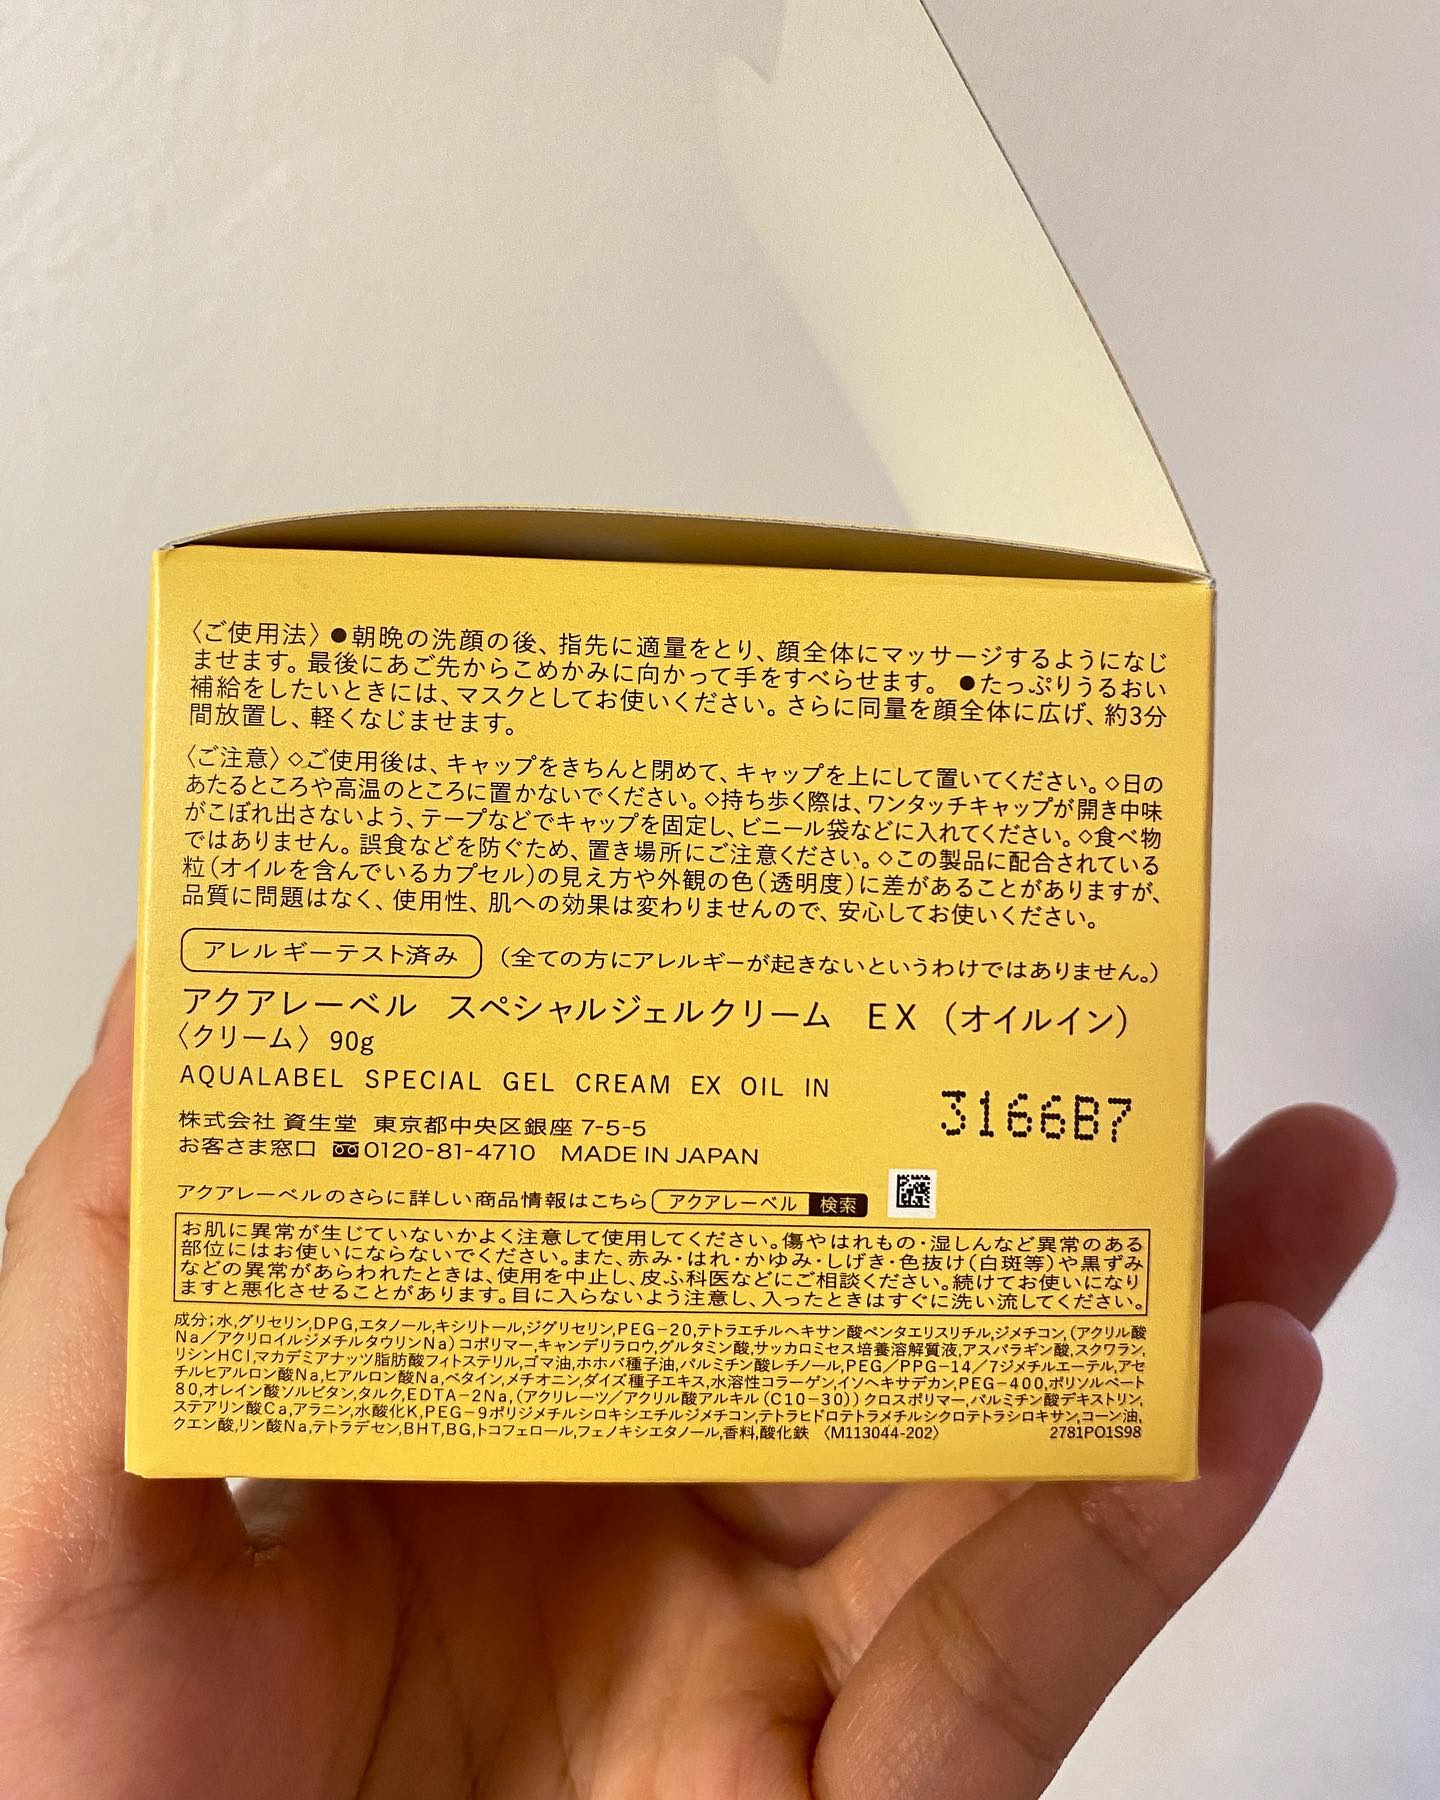 〈ご使用法〉●朝晩の洗顔の後、指先に適量をとり、顔全体にマッサージするようになじ
ませます。最後にあご先からこめかみに向かって手をすべらせます。 ●たっぷりうるおい
補給をしたいときには、マスクとしてお使いください。さらに同量を顔全体に広げ、約3分
間放置し、軽くなじませます。
〈ご注意〉◇ご使用後は、キャップをきちんと閉めて、キャップを上にして置いてください。◇日の
あたるところや高温のところに置かないでください。◇持ち歩く際は、ワンタッチキャップが開き中味
がこぼれ出さないよう、テープなどでキャップを固定し、ビニール袋などに入れてください。◇食べ物
ではありません。誤食などを防ぐため、置き場所にご注意ください。◇この製品に配合されている
粒(オイルを含んでいるカプセル)の見え方や外観の色(透明度)に差があることがありますが、
品質に問題はなく、使用性、肌への効果は変わりませんので、安心してお使いください。
アレルギーテスト済み (全ての方にアレルギーが起きないというわけではありません。)
アクアレーベル スペシャルジェルクリーム EX (オイルイン)
〈クリーム〉 90g
AQUALABEL SPECIAL GEL CREAM EX OIL IN
3166B7
株式会社 資生堂 東京都中央区銀座 7-5-5
お客さま窓口 0120-81-4710 MADE IN JAPAN
アクアレーベルのさらに詳しい商品情報はこちら アクアレーベル 検索
お肌に異常が生じていないかよく注意して使用してください。傷やはれもの・湿しんなど異常のある
部位にはお使いにならないでください。また、赤み・はれ・かゆみ・しげき・色抜け(白斑等)や黒ずみ
などの異常があらわれたときは、使用を中止し、皮ふ科医などにご相談ください。続けてお使いになり
ますと悪化させることがあります。目に入らないよう注意し、入ったときはすぐに洗い流してください。
成分;水,グリセリン,DPG,エタノール,キシリトール,ジグリセリン,PEG-20,テトラエチルヘキサン酸ペンタエリスリチル,ジメチコン,(アクリル酸
Na/アクリロイルジメチルタウリンNa)コポリマー,キャンデリラロウ,グルタミン酸,サッカロミセス培養溶解質液,アスパラギン酸,スクワラン,
リシンHCl,マカデミアナッツ脂肪酸フィトステリル,ゴマ油,ホホバ種子油,パルミチン酸レチノール,PEG/PPG-14/7ジメチルエーテル,アセ
チルヒアルロン酸Na,ヒアルロン酸Na,ベタイン,メチオニン,ダイズ種子エキス,水溶性コラーゲン,イソヘキサデカン,PEG-400,ポリソルベート
80,オレイン酸ソルビタン,タルク,EDTA-2Na,(アクリレーツ/アクリル酸アルキル(C10-30))クロスポリマー,パルミチン酸デキストリン,
ステアリン酸Ca,アラニン,水酸化K,PEG-9ポリジメチルシロキシエチルジメチコン,テトラヒドロテトラメチルシクロテトラシロキサン,コーン油,
クエン酸,リン酸Na,テトラデセン,BHT,BG,トコフェロール,フェノキシエタノール,香料,酸化鉄 〈M113044-202〉 2781PO1S98